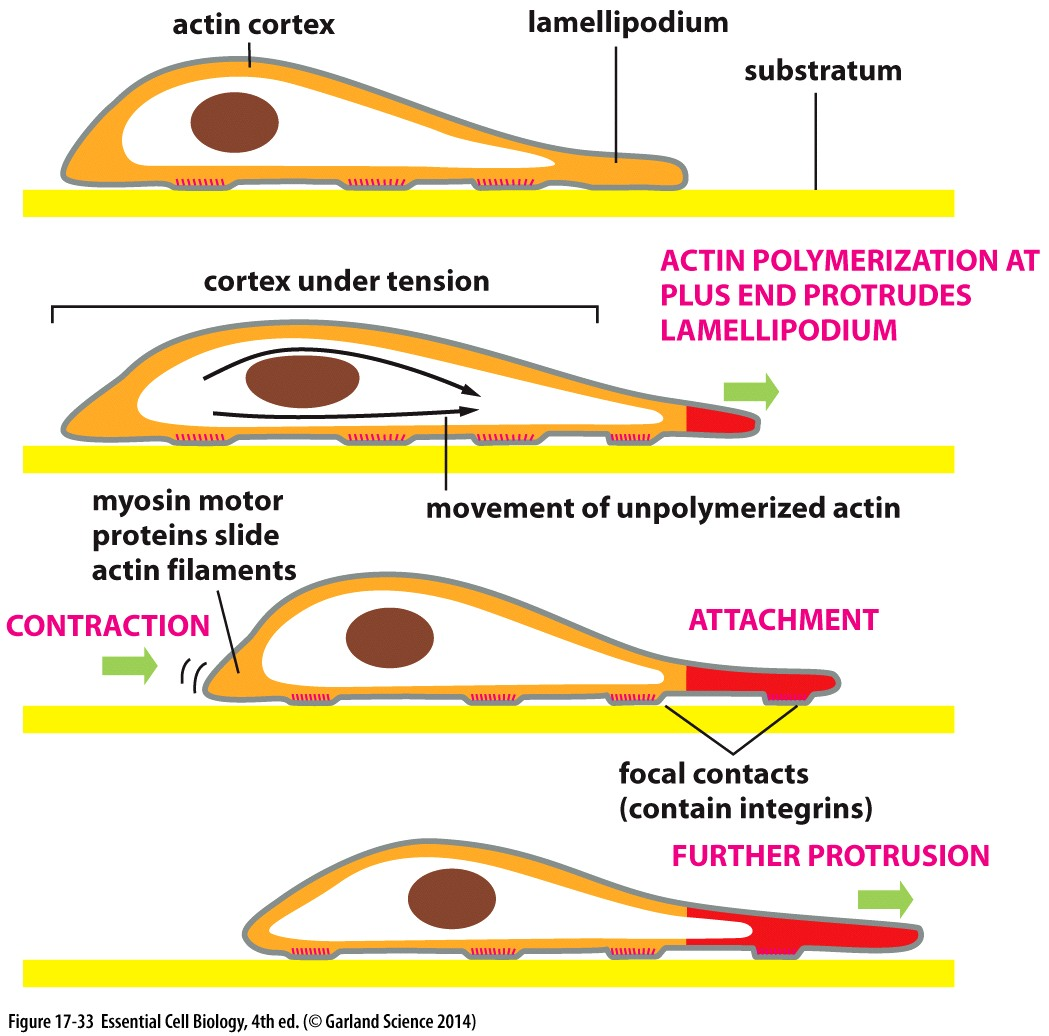 actin cortex
lamellipodium
substratum
ACTIN POLYMERIZATION AT
PLUS END PROTRUDES
LAMELLIPODIUM
cortex under tension
movement of unpolymerized actin
myosin motor
proteins slide
actin filaments
CONTRACTION
ATTACHMENT
focal contacts
(contain integrins)
FURTHER PROTRUSION
Figure 17-33 Essential Cell Biology, 4th ed. (© Garland Science 2014)